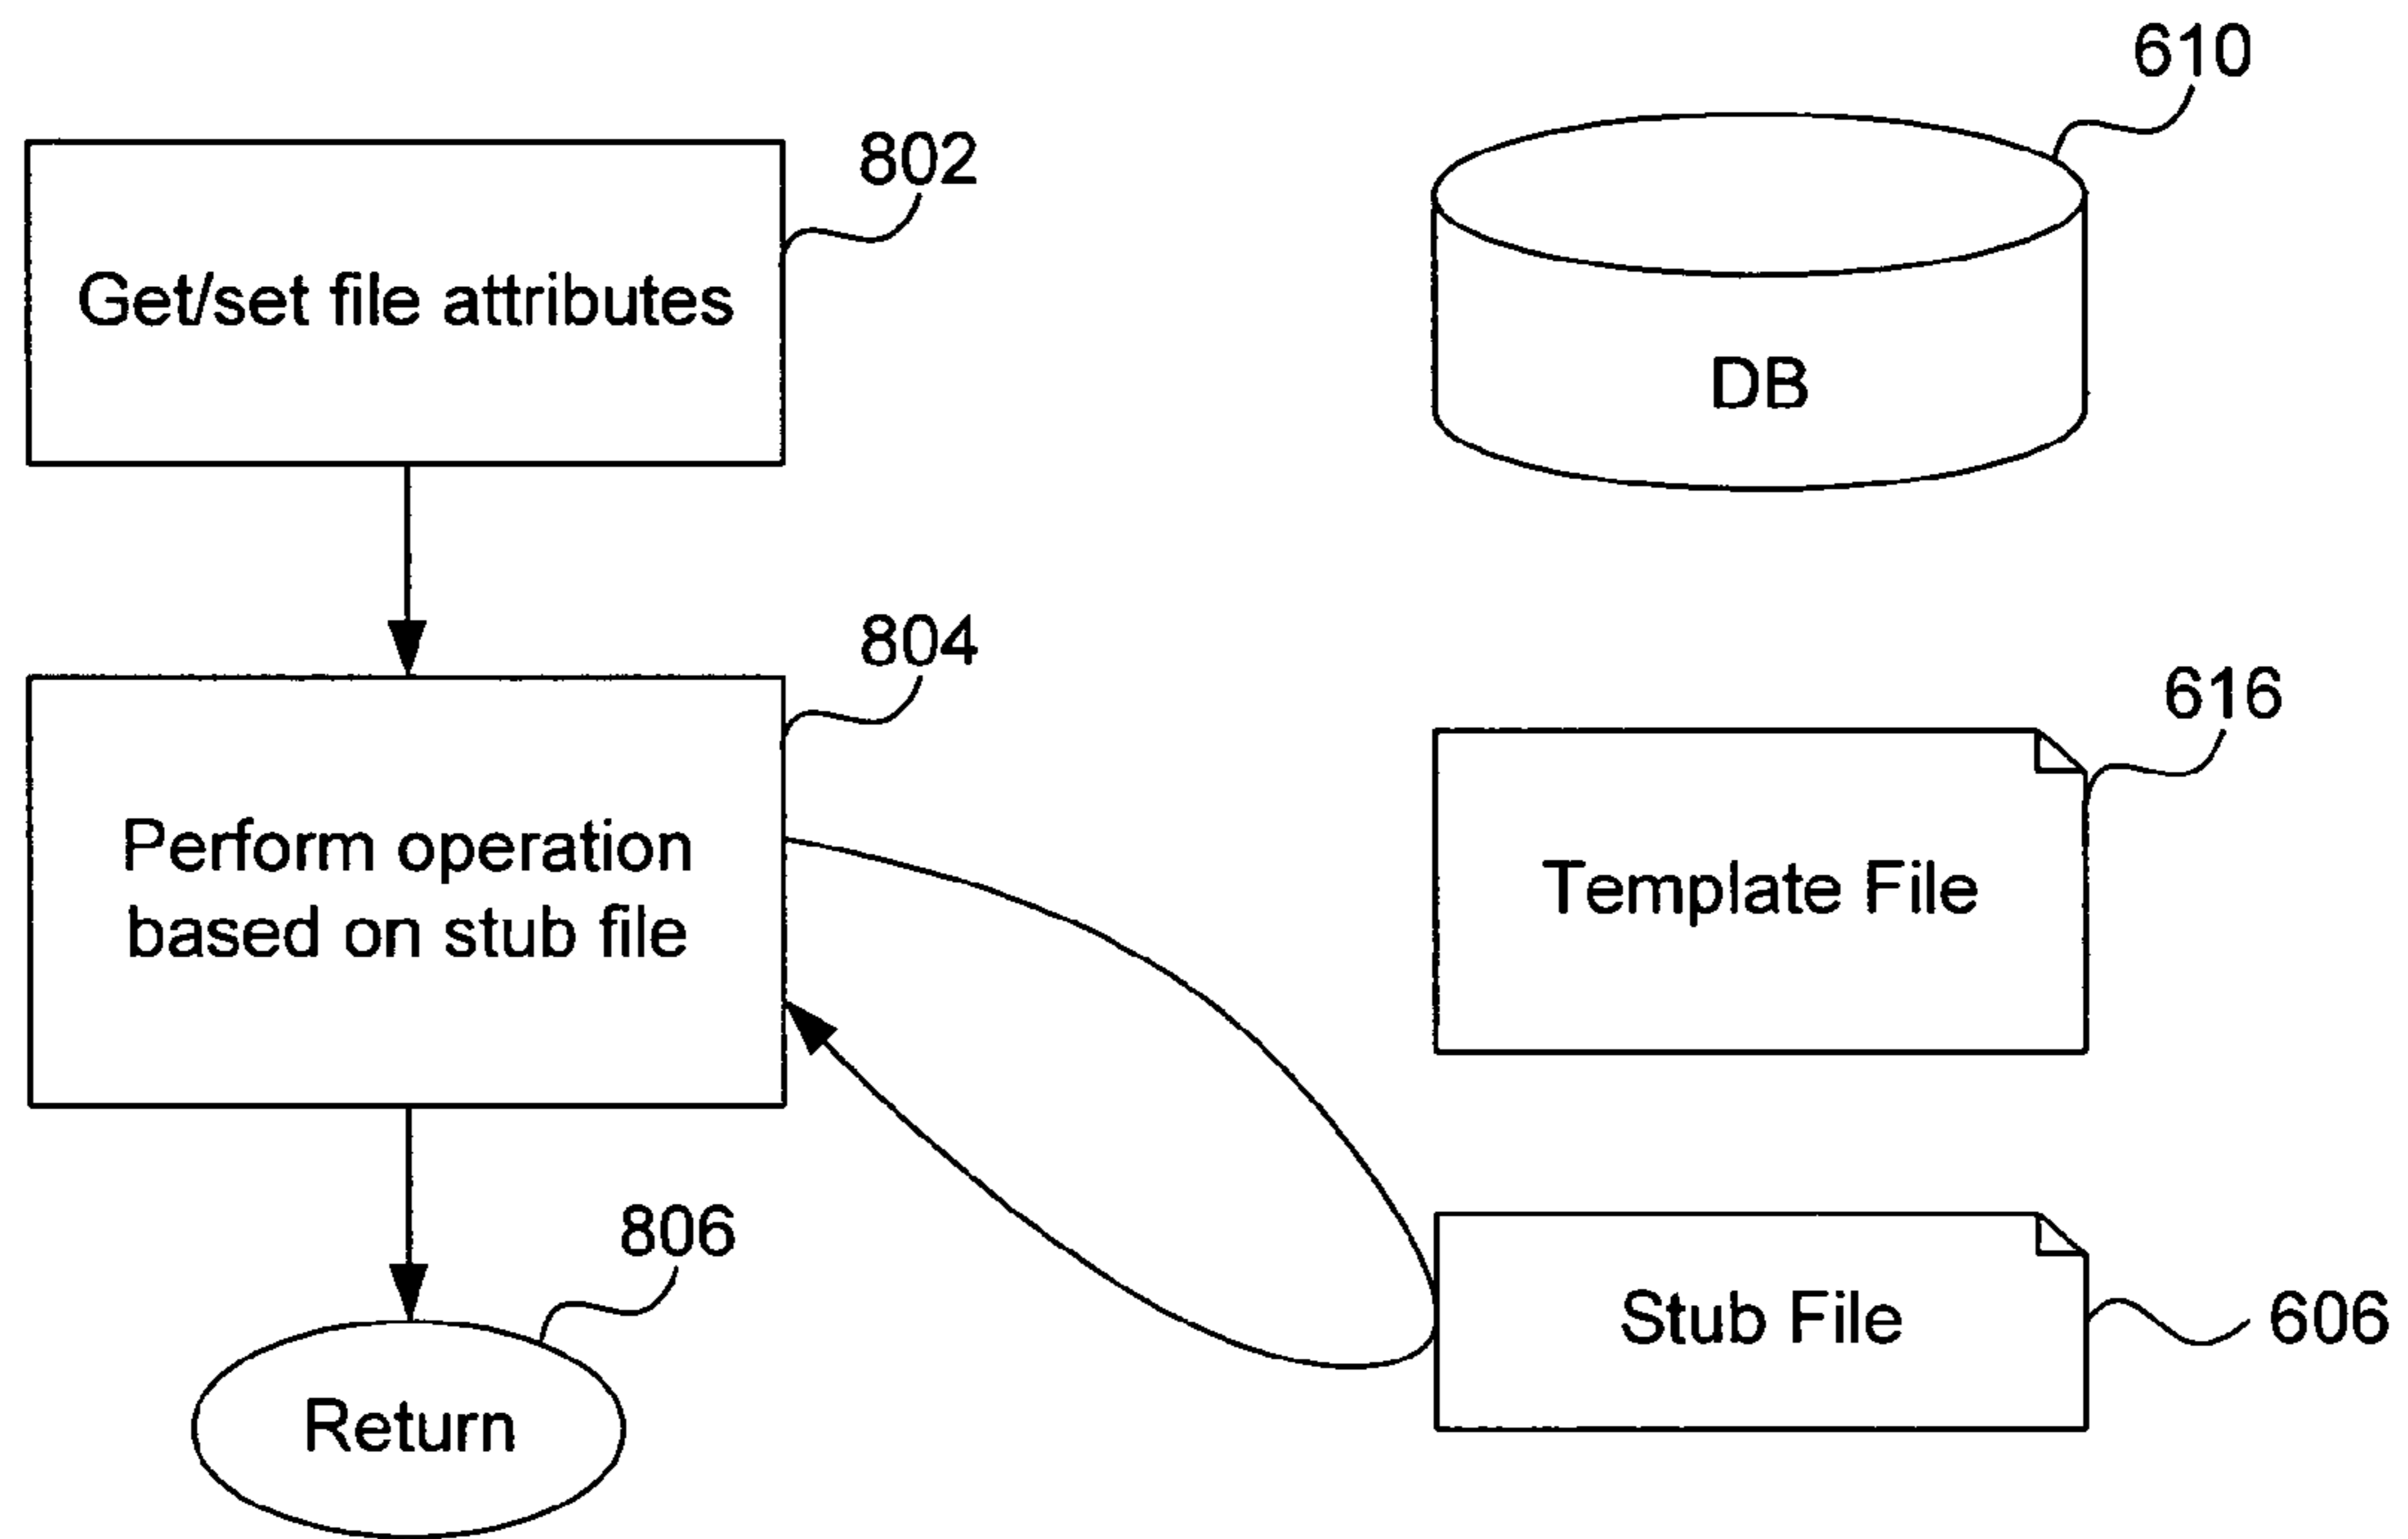 610
802
Get/set file attributes
DB
804
616
Perform operation
based on stub file
Template File
806
Stub File
606
Return